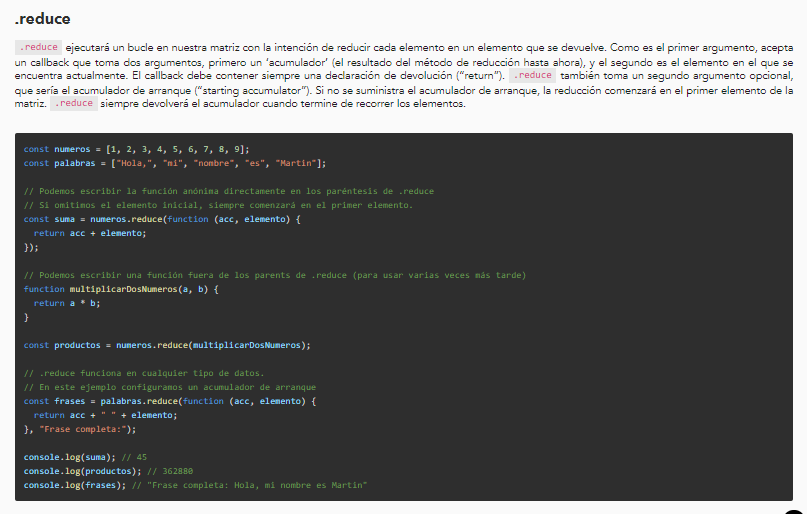 .reduce
.reduce ejecutará un bucle en nuestra matriz con la intención de reducir cada elemento en un elemento que se devuelve. Como es el primer argumento, acepta
un callback que toma dos argumentos, primero un ‘acumulador’ (el resultado del método de reducción hasta ahora), y el segundo es el elemento en el que se
encuentra actualmente. El callback debe contener siempre una declaración de devolución (“return”). .reduce también toma un segundo argumento opcional,
que sería el acumulador de arranque (“starting accumulator”). Si no se suministra el acumulador de arranque, la reducción comenzará en el primer elemento de la
matriz. .reduce siempre devolverá el acumulador cuando termine de recorrer los elementos.
const numeros = [1, 2, 3, 4, 5, 6, 7, 8, 9];
const palabras = ["Hola,", "mi", "nombre", "es", "Martin"];
// Podemos escribir la función anónima directamente en los paréntesis de .reduce
// Si omitimos el elemento inicial, siempre comenzará en el primer elemento.
const suma = numeros.reduce(function (acc, elemento) {
return acc + elemento;
});
// Podemos escribir una función fuera de los parents de .reduce (para usar varias veces más tarde)
function multiplicarDosNumeros(a, b) {
return a * b;
}
const productos = numeros.reduce(multiplicarDosNumeros);
// .reduce funciona en cualquier tipo de datos.
// En este ejemplo configuramos un acumulador de arranque
const frases = palabras.reduce(function (acc, elemento) {
return acc + " " + elemento;
}, "Frase completa:");
console.log(suma); // 45
console.log(productos); // 362880
console.log(frases); // "Frase completa: Hola, mi nombre es Martin"